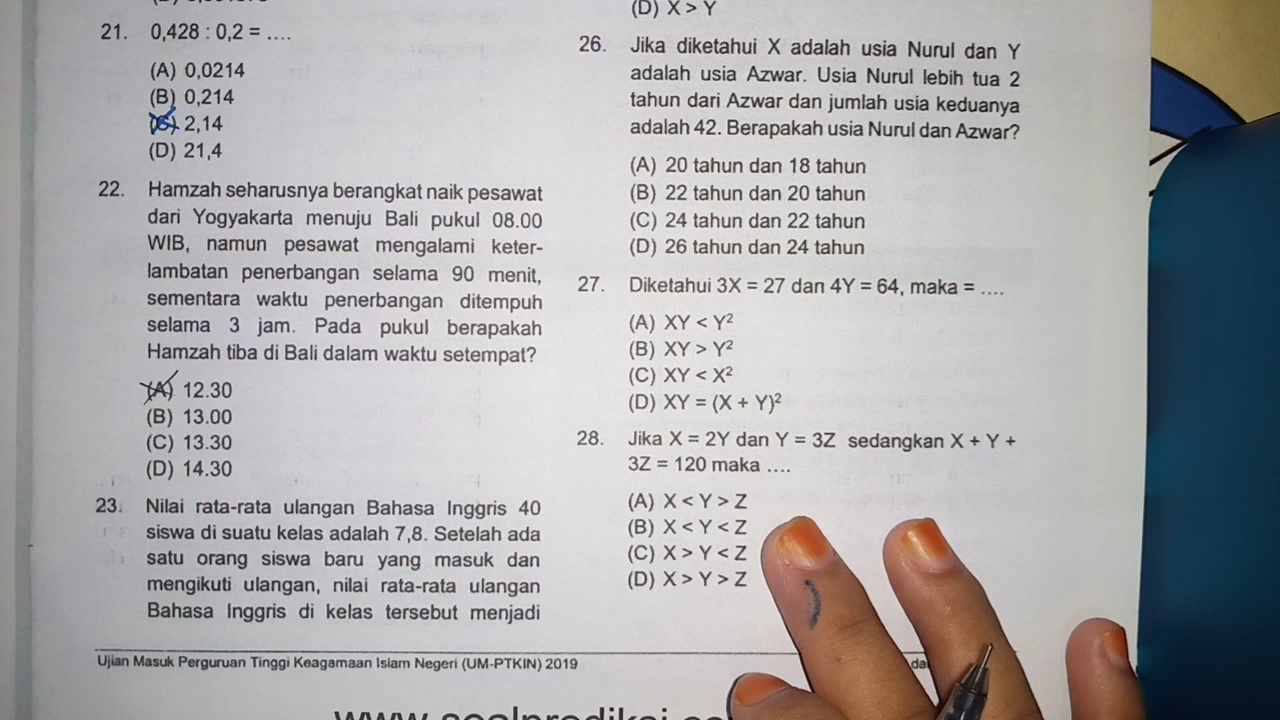 21. 0,428 : 0,2 = ....
(A) 0,0214
(B) 0,214
(C) 2,14
(D) 21,4
22. Hamzah seharusnya berangkat naik pesawat
dari Yogyakarta menuju Bali pukul 08.00
WIB, namun pesawat mengalami keter-
lambatan penerbangan selama 90 menit,
sementara waktu penerbangan ditempuh
selama 3 jam. Pada pukul berapakah
Hamzah tiba di Bali dalam waktu setempat?
(A) 12.30
(B) 13.00
(C) 13.30
(D) 14.30
23. Nilai rata-rata ulangan Bahasa Inggris 40
siswa di suatu kelas adalah 7,8. Setelah ada
satu orang siswa baru yang masuk dan
mengikuti ulangan, nilai rata-rata ulangan
Bahasa Inggris di kelas tersebut menjadi
(D) X > Y
26. Jika diketahui X adalah usia Nurul dan Y
adalah usia Azwar. Usia Nurul lebih tua 2
tahun dari Azwar dan jumlah usia keduanya
adalah 42. Berapakah usia Nurul dan Azwar?
(A) 20 tahun dan 18 tahun
(B) 22 tahun dan 20 tahun
(C) 24 tahun dan 22 tahun
(D) 26 tahun dan 24 tahun
27. Diketahui 3X = 27 dan 4Y = 64, maka = ....
(A) XY < Y²
(B) XY > Y²
(C) XY < X²
(D) XY = (X + Y)²
28. Jika X = 2Y dan Y = 3Z sedangkan X + Y +
3Z = 120 maka ....
(A) X < Y > Z
(B) X < Y < Z
(C) X > Y < Z
(D) X > Y > Z
Ujian Masuk Perguruan Tinggi Keagamaan Islam Negeri (UM-PTKIN) 2019